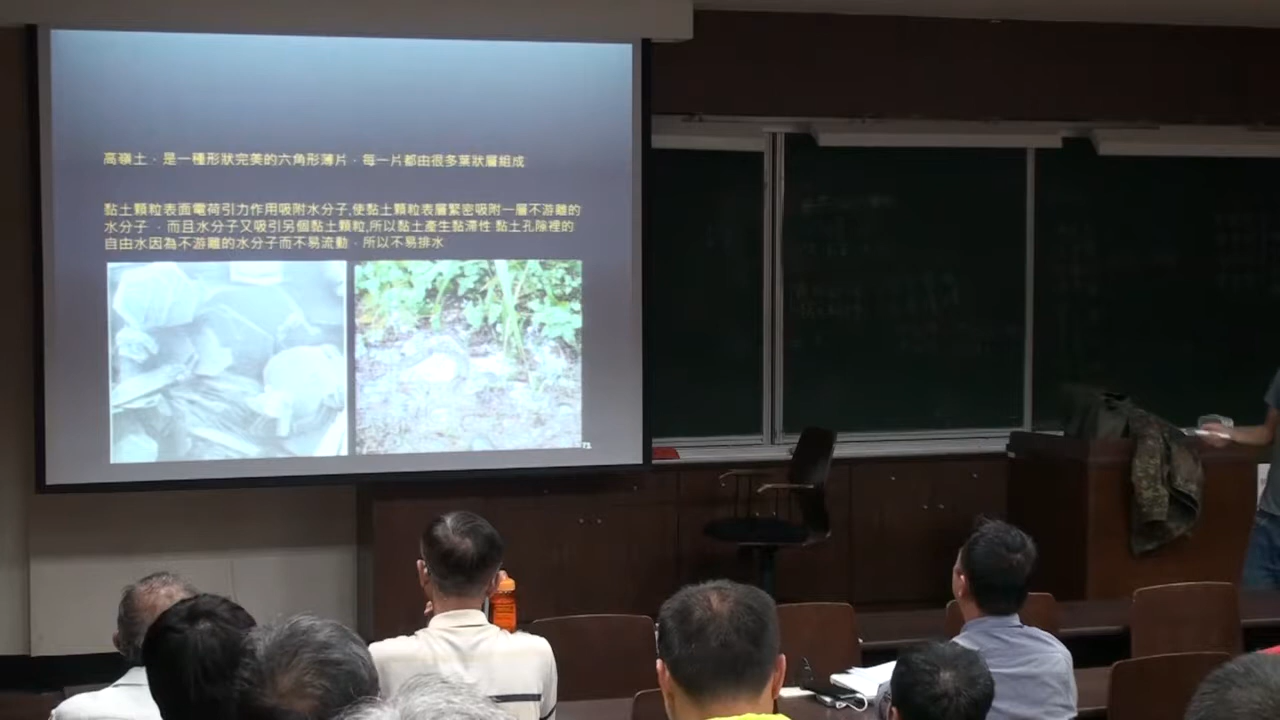 高嶺土，是一種形狀完美的六角形薄片，每一片都由很多葉狀層組成
黏土顆粒表面電荷引力作用吸附水分子,使黏土顆粒表層緊密吸附一層不游離的
水分子 ，而且水分子又吸引另個黏土顆粒,所以黏土產生黏滯性 黏土孔隙裡的
自由水因為不游離的水分子而不易流動，所以不易排水